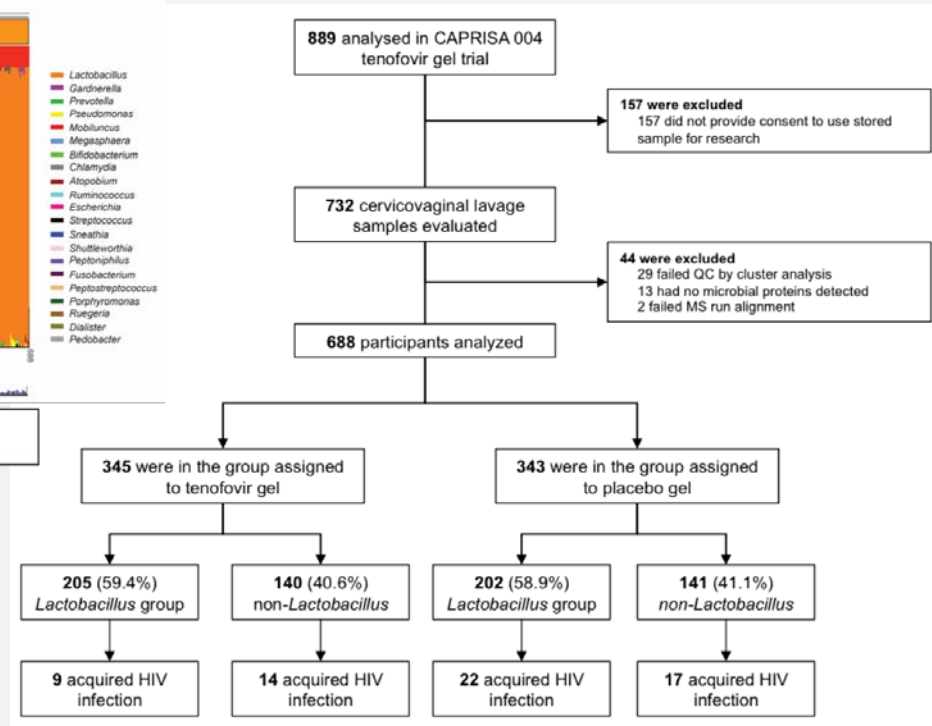 Lactobacillus
Gardnerella
Prevotella
Pseudomonas
Mobiluncus
Megasphaera
Bifidobacterium
Chlamydia
Atopobium
Ruminococcus
Escherichia
Streptococcus
Sneathia
Shuttleworthia
Peptoniphilus
Fusobacterium
Peptostreptococcus
Porphyromonas
Ruegeria
Dialister
Pedobacter
688
889 analysed in CAPRISA 004
tenofovir gel trial
157 were excluded
157 did not provide consent to use stored
sample for research
732 cervicovaginal lavage
samples evaluated
44 were excluded
29 failed QC by cluster analysis
13 had no microbial proteins detected
2 failed MS run alignment
688 participants analyzed
345 were in the group assigned
to tenofovir gel
343 were in the group assigned
to placebo gel
205 (59.4%)
Lactobacillus group
140 (40.6%)
non-Lactobacillus
202 (58.9%)
Lactobacillus group
141 (41.1%)
non-Lactobacillus
9 acquired HIV
infection
14 acquired HIV
infection
22 acquired HIV
infection
17 acquired HIV
infection